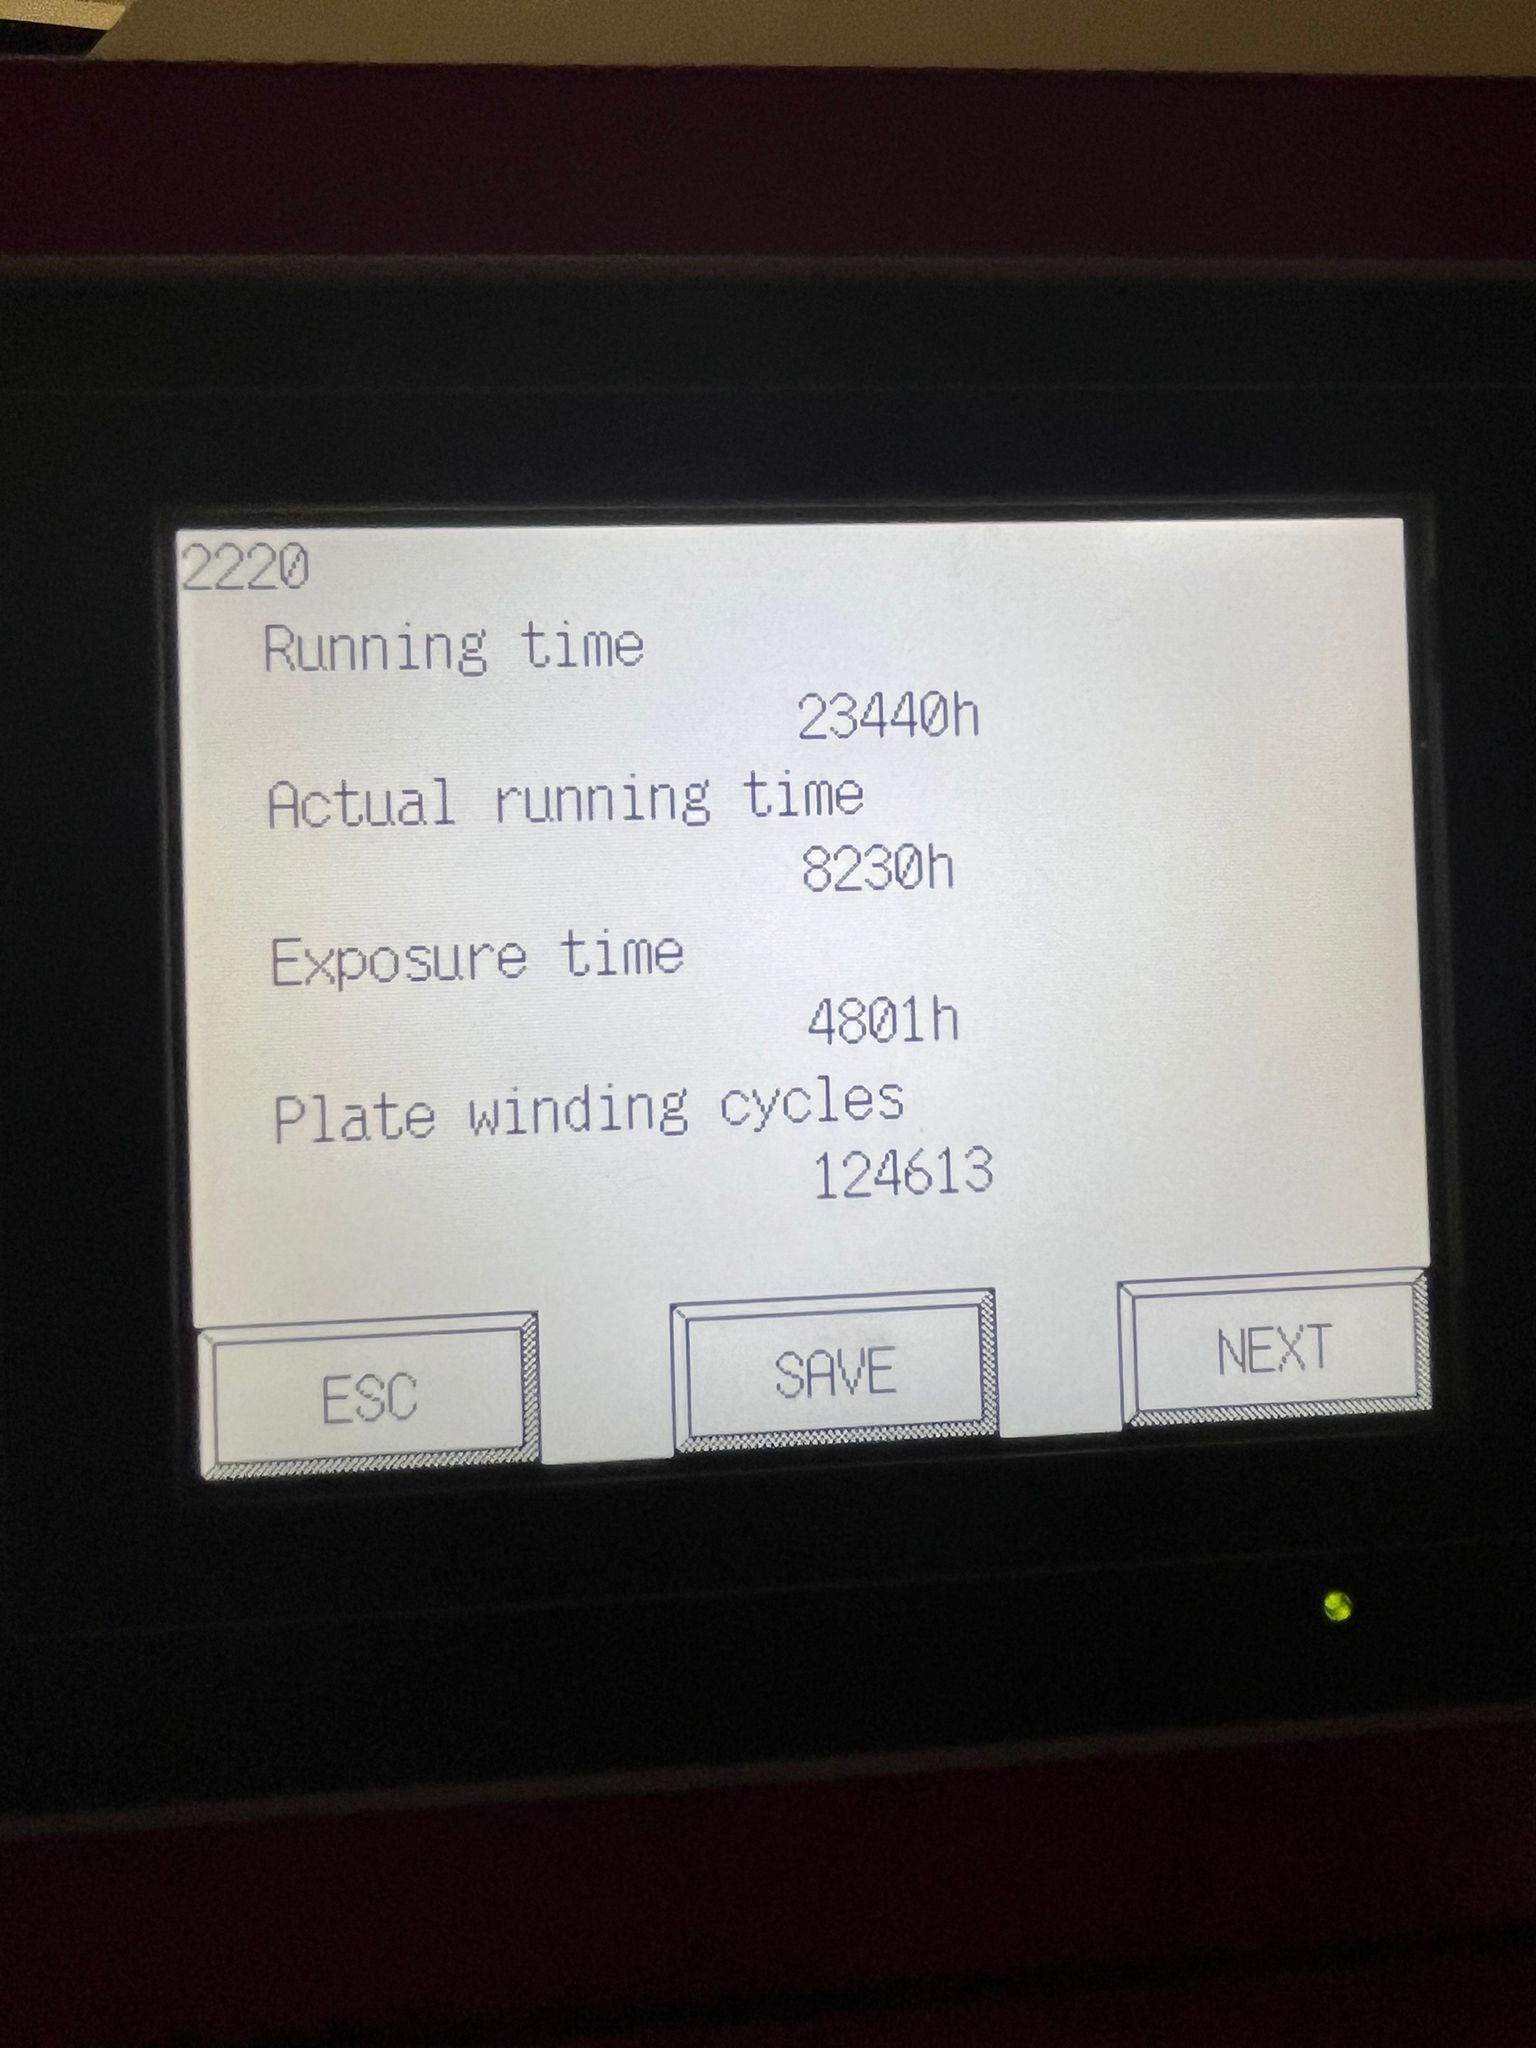 2220
Running time
23440h
Actual running time
8230h
Exposure time
4801h
Plate winding cycles
124613
ESC SAVE NEXT